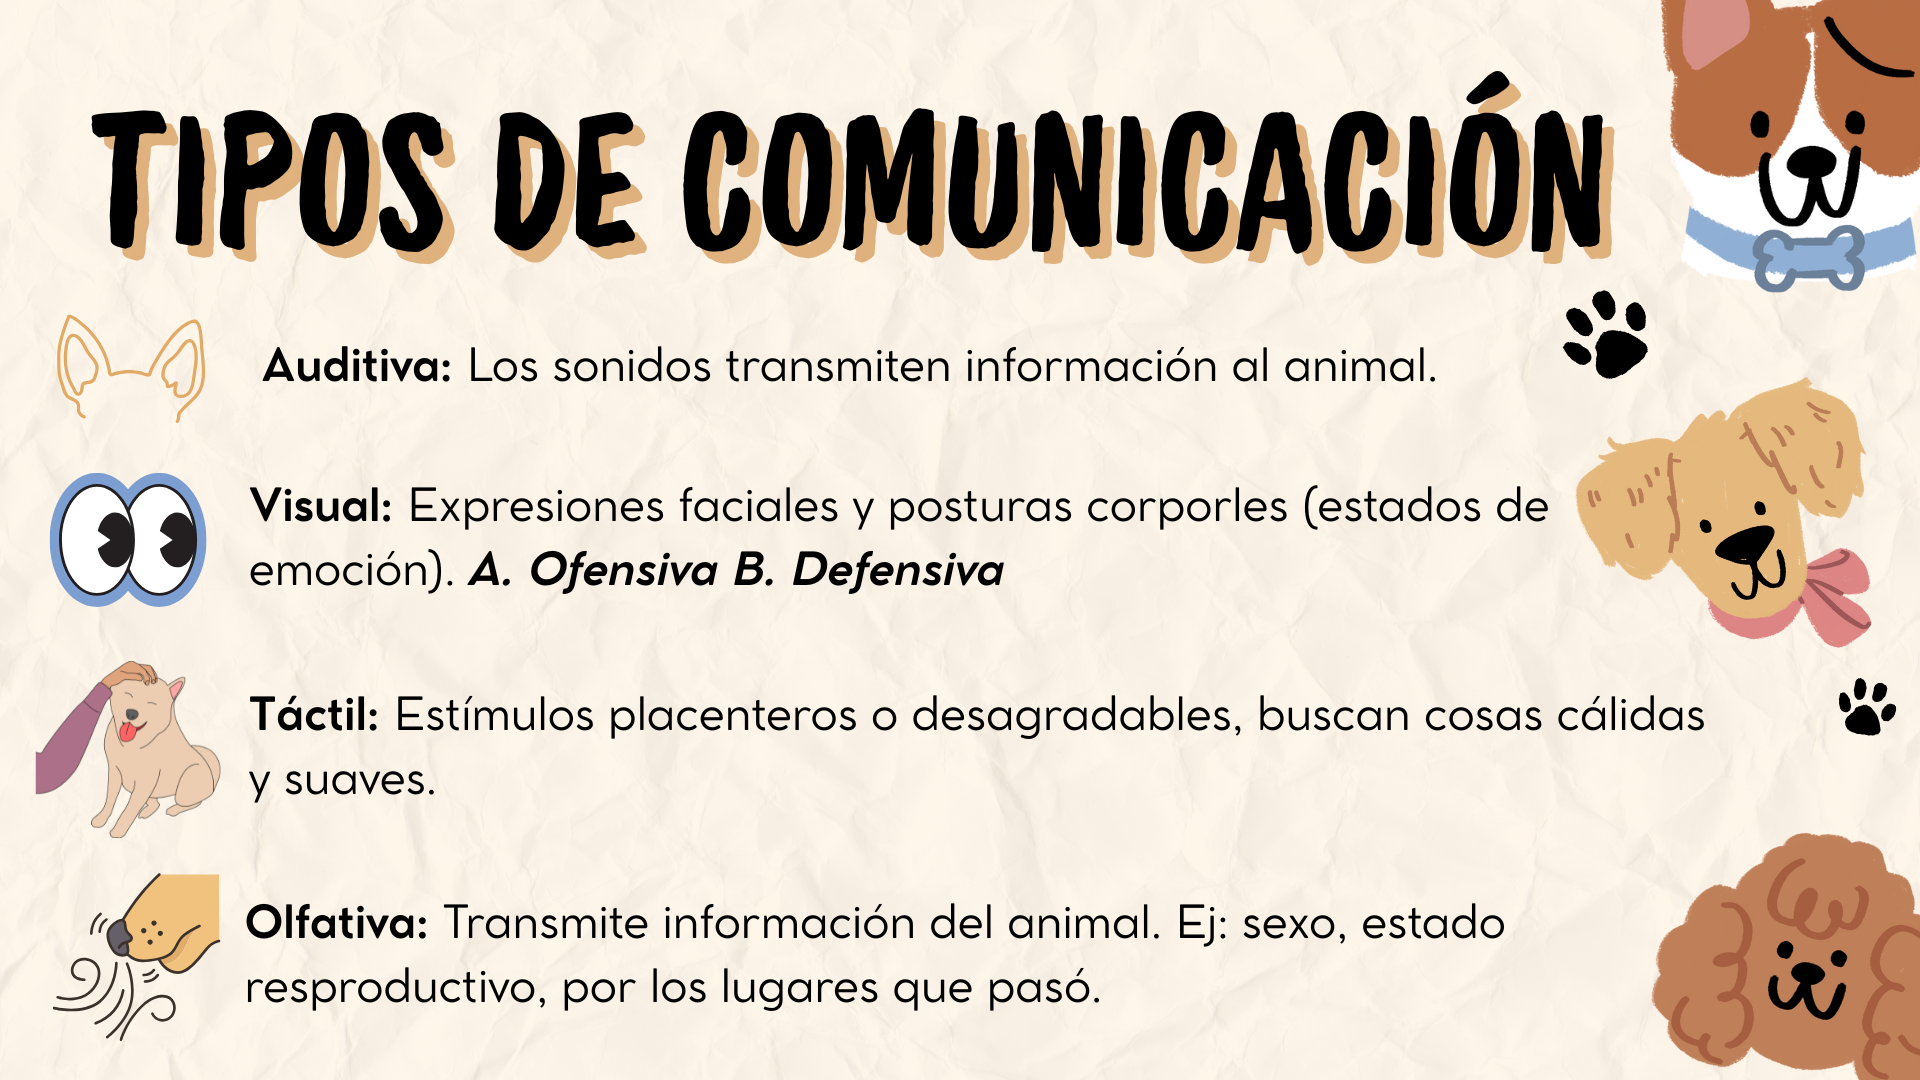 TIPOS DE COMUNICACIÓN
Auditiva: Los sonidos transmiten información al animal.
Visual: Expresiones faciales y posturas corporles (estados de
emoción). A. Ofensiva B. Defensiva
Táctil: Estímulos placenteros o desagradables, buscan cosas cálidas
y suaves.
Olfativa: Transmite información del animal. Ej: sexo, estado
resproductivo, por los lugares que pasó.